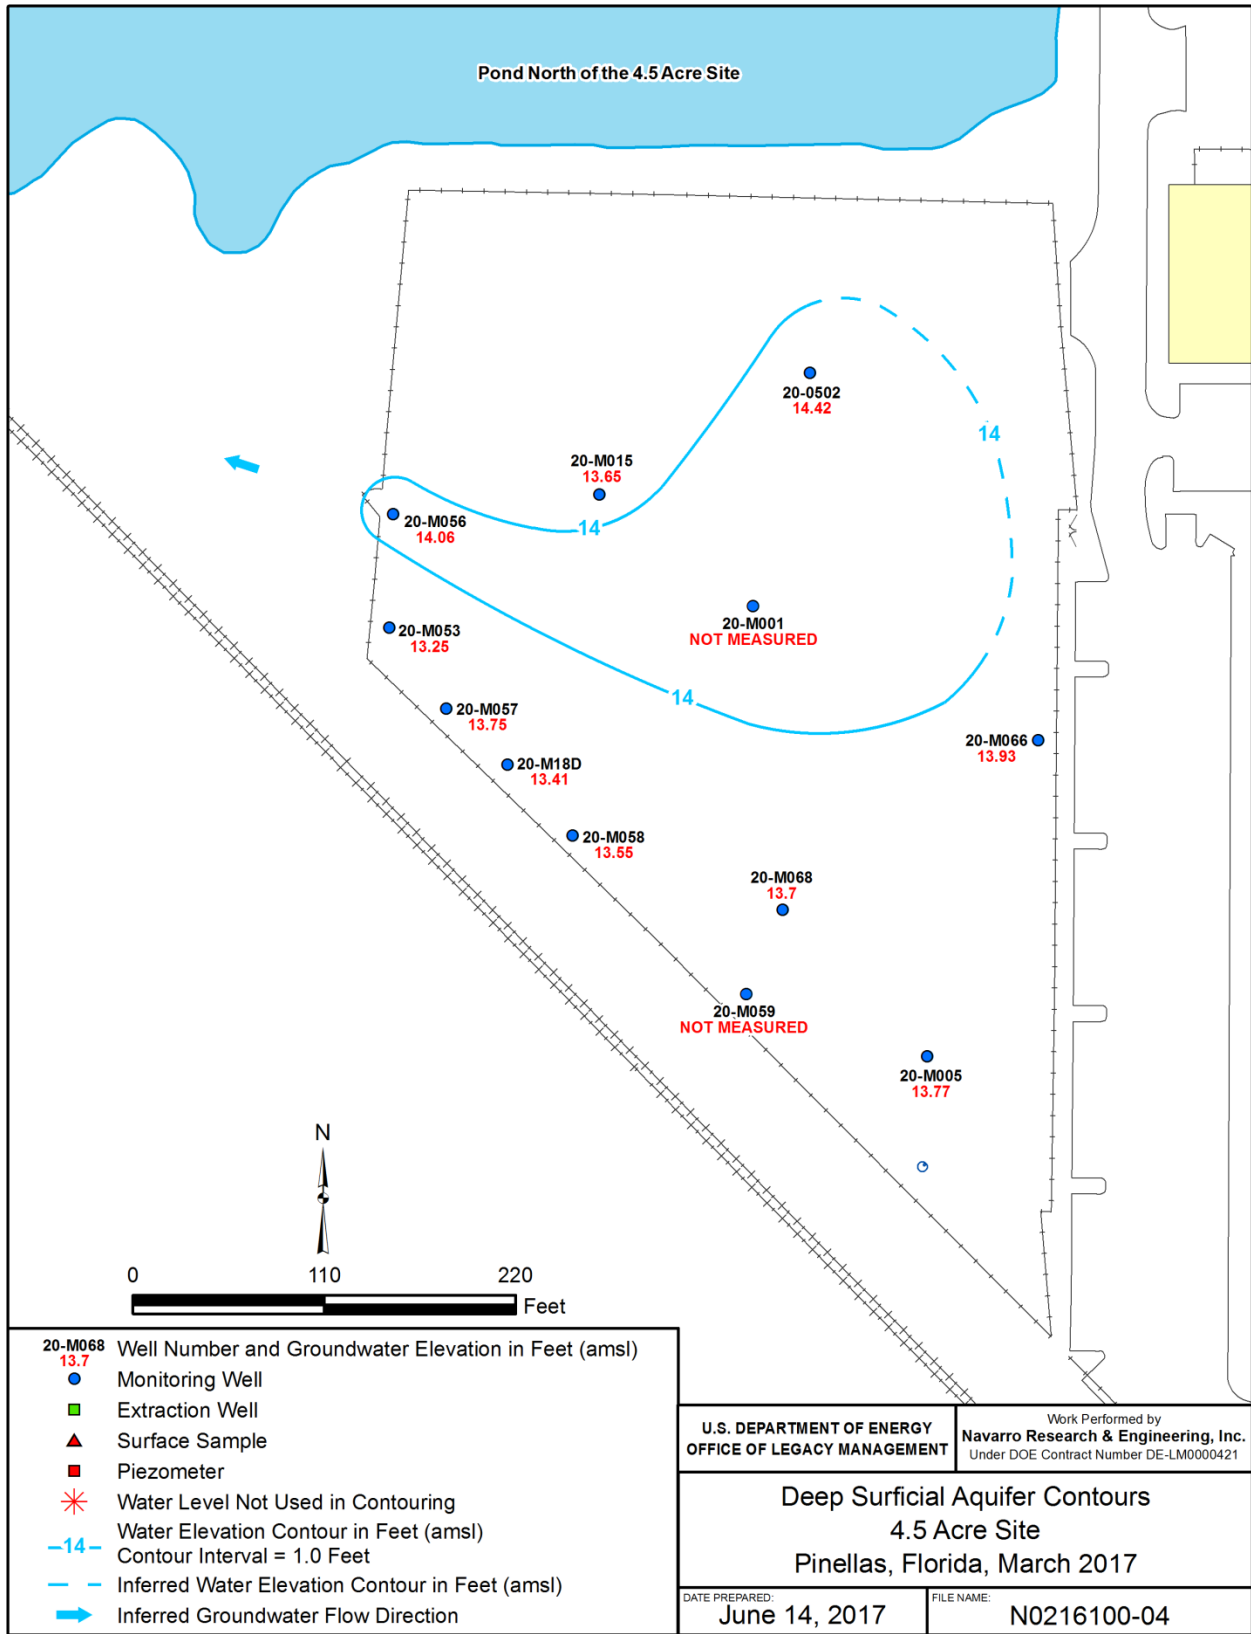 Pond North of the 4.5 Acre Site
20-0502
14.42
14
20-M015
13.65
20-M056
14.06
14
20-M001
NOT MEASURED
20-M053
13.25
14
20-M057
13.75
20-M066
13.93
20-M18D
13.41
20-M058
13.55
20-M068
13.7
20-M059
NOT MEASURED
20-M005
13.77
N
0 110 220
Feet
20-M068
13.7
Well Number and Groundwater Elevation in Feet (amsl)
Monitoring Well
Extraction Well
Surface Sample
Piezometer
Water Level Not Used in Contouring
14
Water Elevation Contour in Feet (amsl)
Contour Interval = 1.0 Feet
Inferred Water Elevation Contour in Feet (amsl)
Inferred Groundwater Flow Direction
U.S. DEPARTMENT OF ENERGY
OFFICE OF LEGACY MANAGEMENT
Work Performed by
Navarro Research & Engineering, Inc.
Under DOE Contract Number DE-LM0000421
Deep Surficial Aquifer Contours
4.5 Acre Site
Pinellas, Florida, March 2017
DATE PREPARED:
June 14, 2017
FILE NAME:
N0216100-04